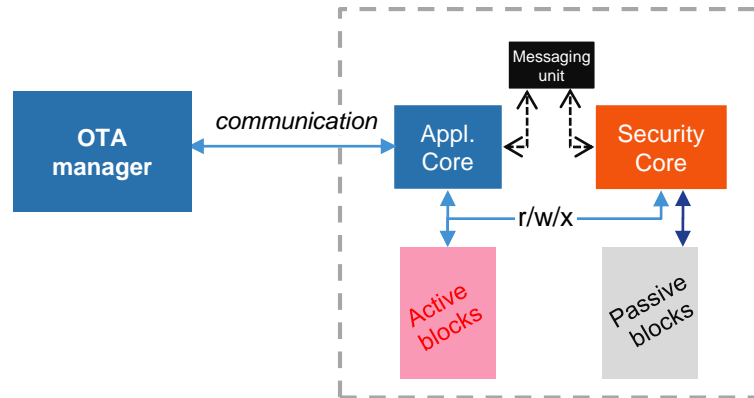 Messaging
unit
OTA
manager
communication
Appl.
Core
Security
Core
r/w/x
Active
blocks
Passive
blocks